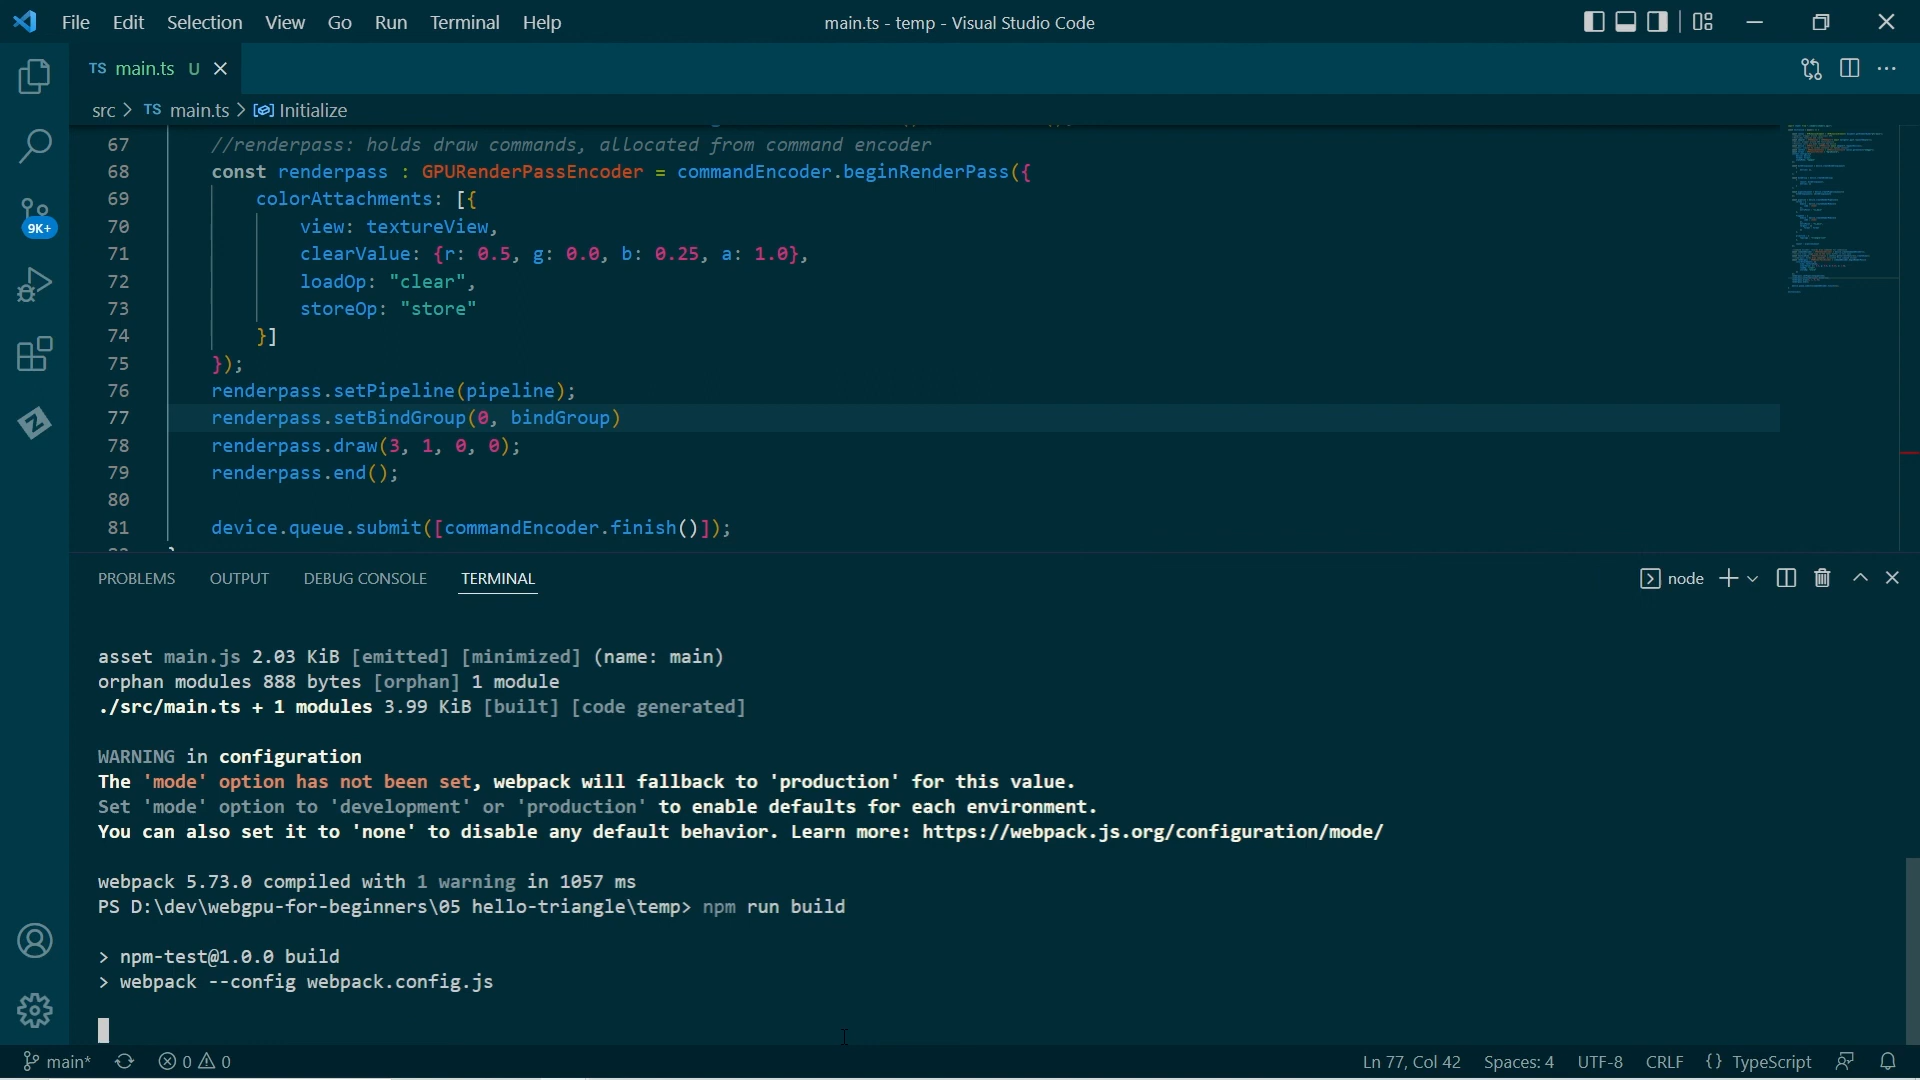 File Edit Selection View Go Run Terminal Help
main.ts - temp - Visual Studio Code
TS main.ts U
src > TS main.ts > Initialize
9K+
67 //renderpass: holds draw commands, allocated from command encoder
68 const renderpass : GPURenderPassEncoder = commandEncoder.beginRenderPass({
69 colorAttachments: [{
70 view: textureView,
71 clearValue: {r: 0.5, g: 0.0, b: 0.25, a: 1.0},
72 loadOp: "clear",
73 storeOp: "store"
74 }]
75 });
76 renderpass.setPipeline(pipeline);
77 renderpass.setBindGroup(0, bindGroup)
78 renderpass.draw(3, 1, 0, 0);
79 renderpass.end();
80
81 device.queue.submit([commandEncoder.finish()]);
PROBLEMS OUTPUT DEBUG CONSOLE TERMINAL
node
asset main.js 2.03 KiB [emitted] [minimized] (name: main)
orphan modules 888 bytes [orphan] 1 module
./src/main.ts + 1 modules 3.99 KiB [built] [code generated]
WARNING in configuration
The 'mode' option has not been set, webpack will fallback to 'production' for this value.
Set 'mode' option to 'development' or 'production' to enable defaults for each environment.
You can also set it to 'none' to disable any default behavior. Learn more: https://webpack.js.org/configuration/mode/
webpack 5.73.0 compiled with 1 warning in 1057 ms
PS D:\dev\webgpu-for-beginners\05 hello-triangle\temp> npm run build
> npm-test@1.0.0 build
> webpack --config webpack.config.js
main* 0 0
Ln 77, Col 42 Spaces: 4 UTF-8 CRLF {} TypeScript